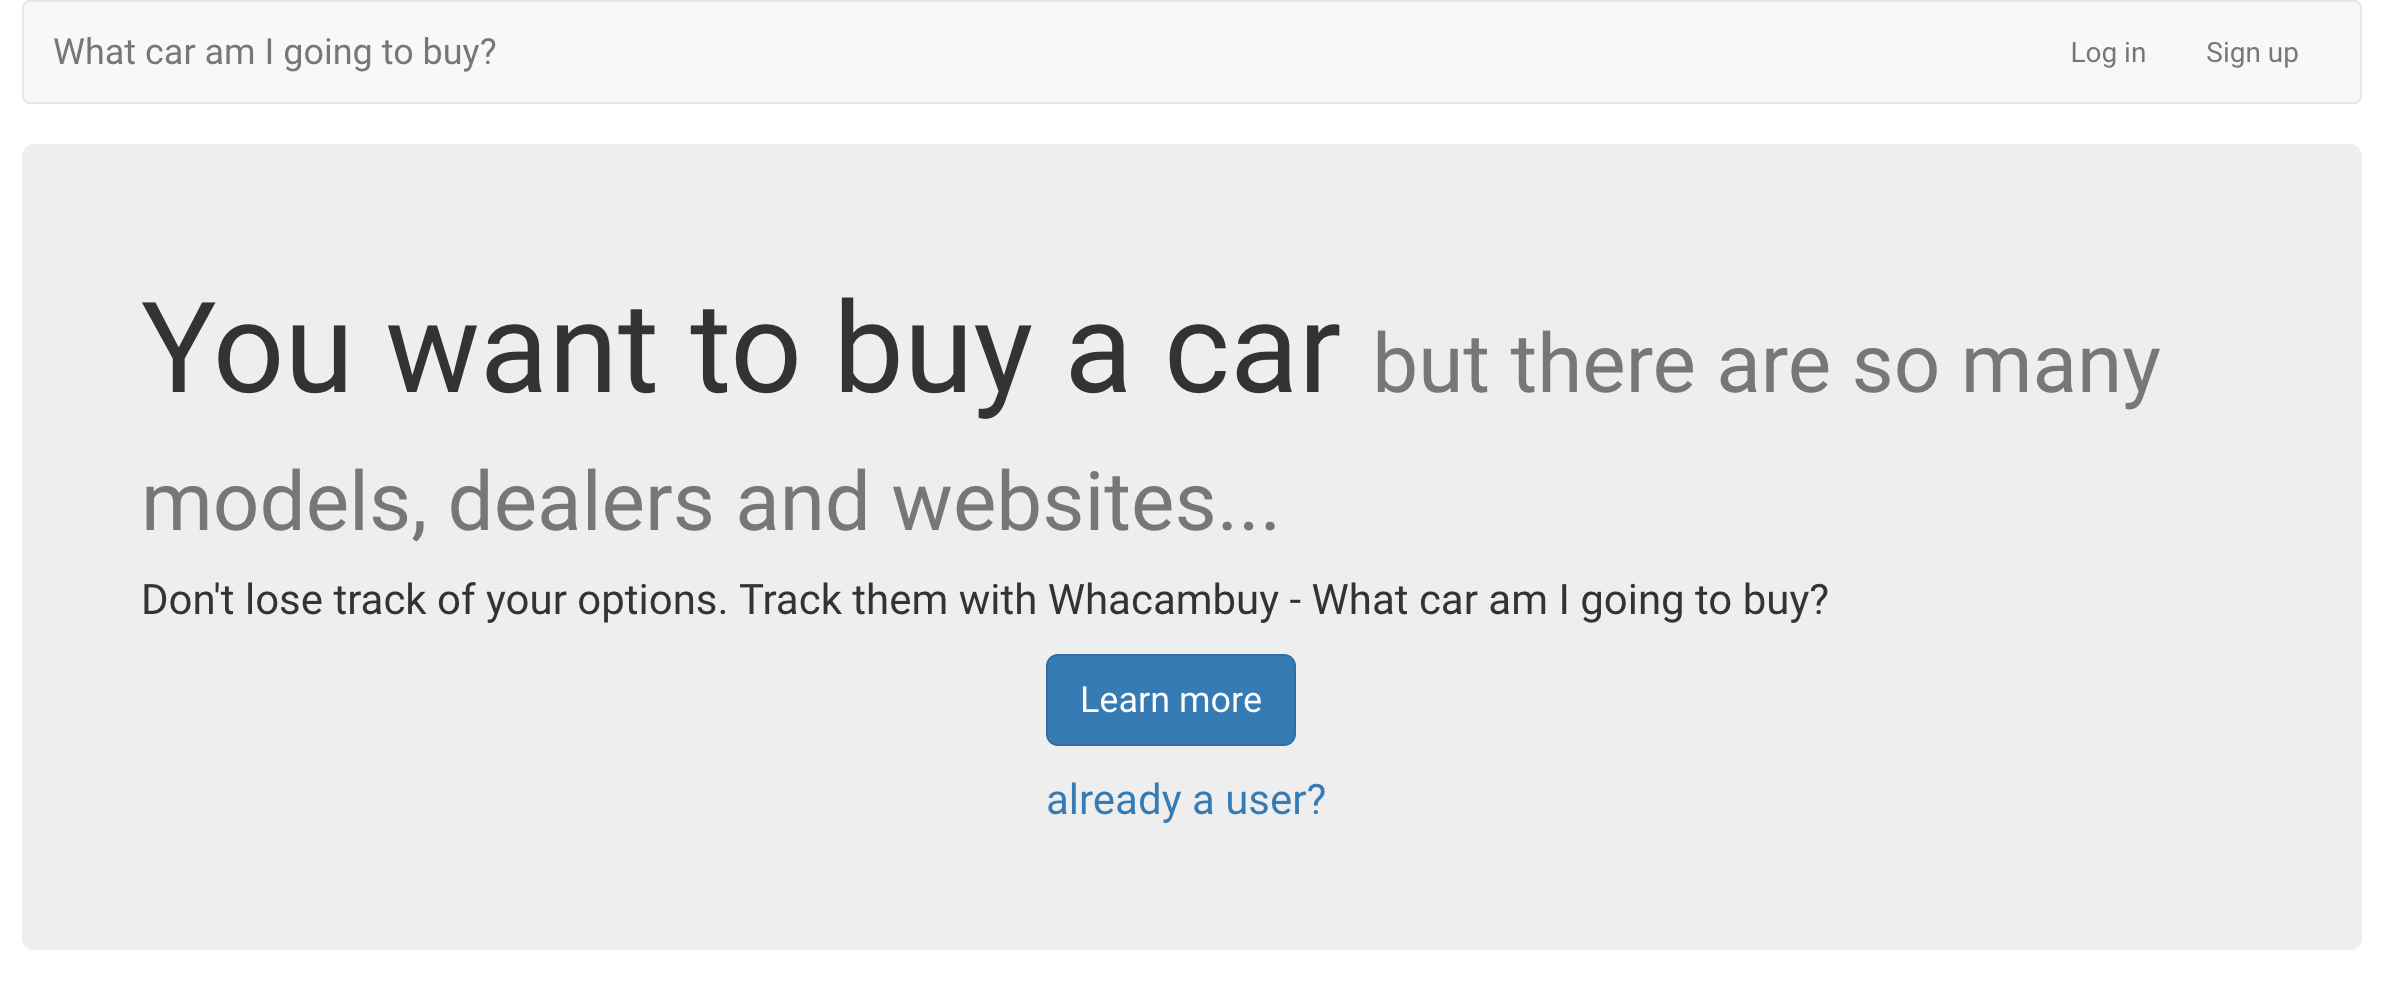 What car am I going to buy?
Log in
Sign up
You want to buy a car but there are so many
models, dealers and websites...
Don't lose track of your options. Track them with Whacambuy - What car am I going to buy?
Learn more
already a user?